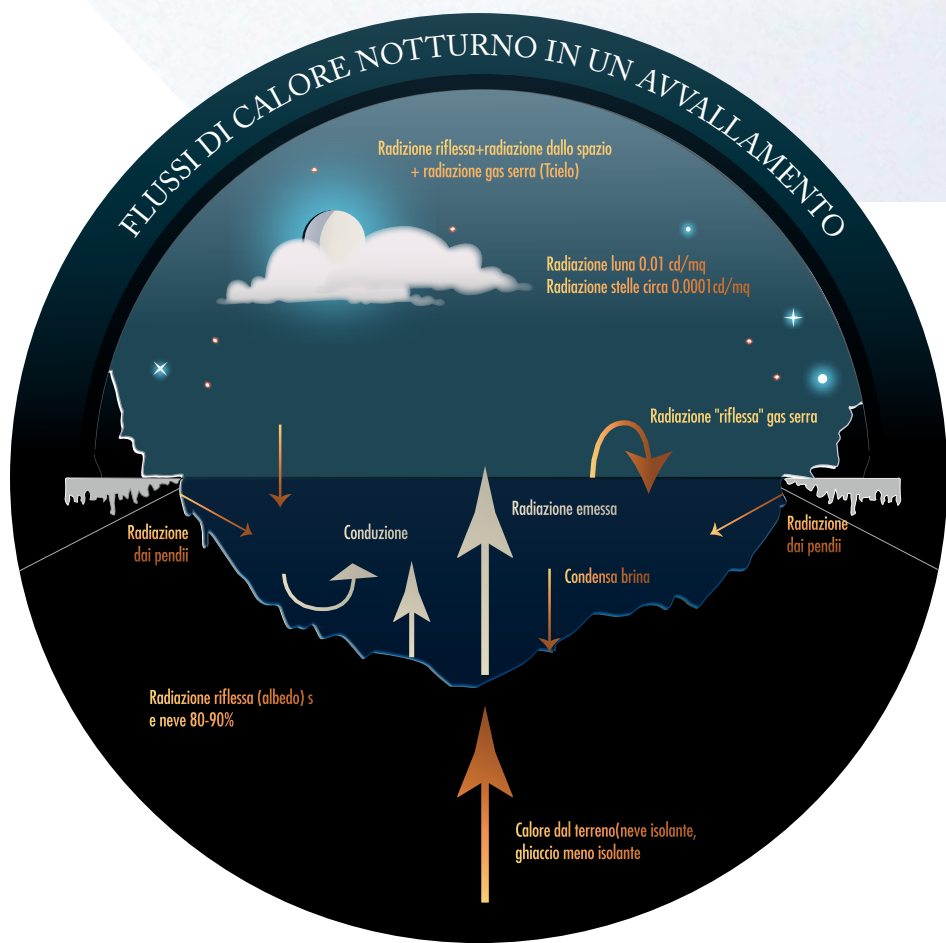 FLUSSI DI CALORE NOTTURNO IN UN AVVALLAMENTO
Radizione riflessa+radiazione dallo spazio
+ radiazione gas serra (Tcielo)
Radiazione luna 0.01 cd/mq
Radiazione stelle circa 0.0001cd/mq
Radiazione "riflessa" gas serra
Radiazione emessa
Radiazione
dai pendii
Conduzione
Radiazione
dai pendii
Condensa brina
Radiazione riflessa (albedo) s
e neve 80-90%
Calore dal terreno(neve isolante,
ghiaccio meno isolante